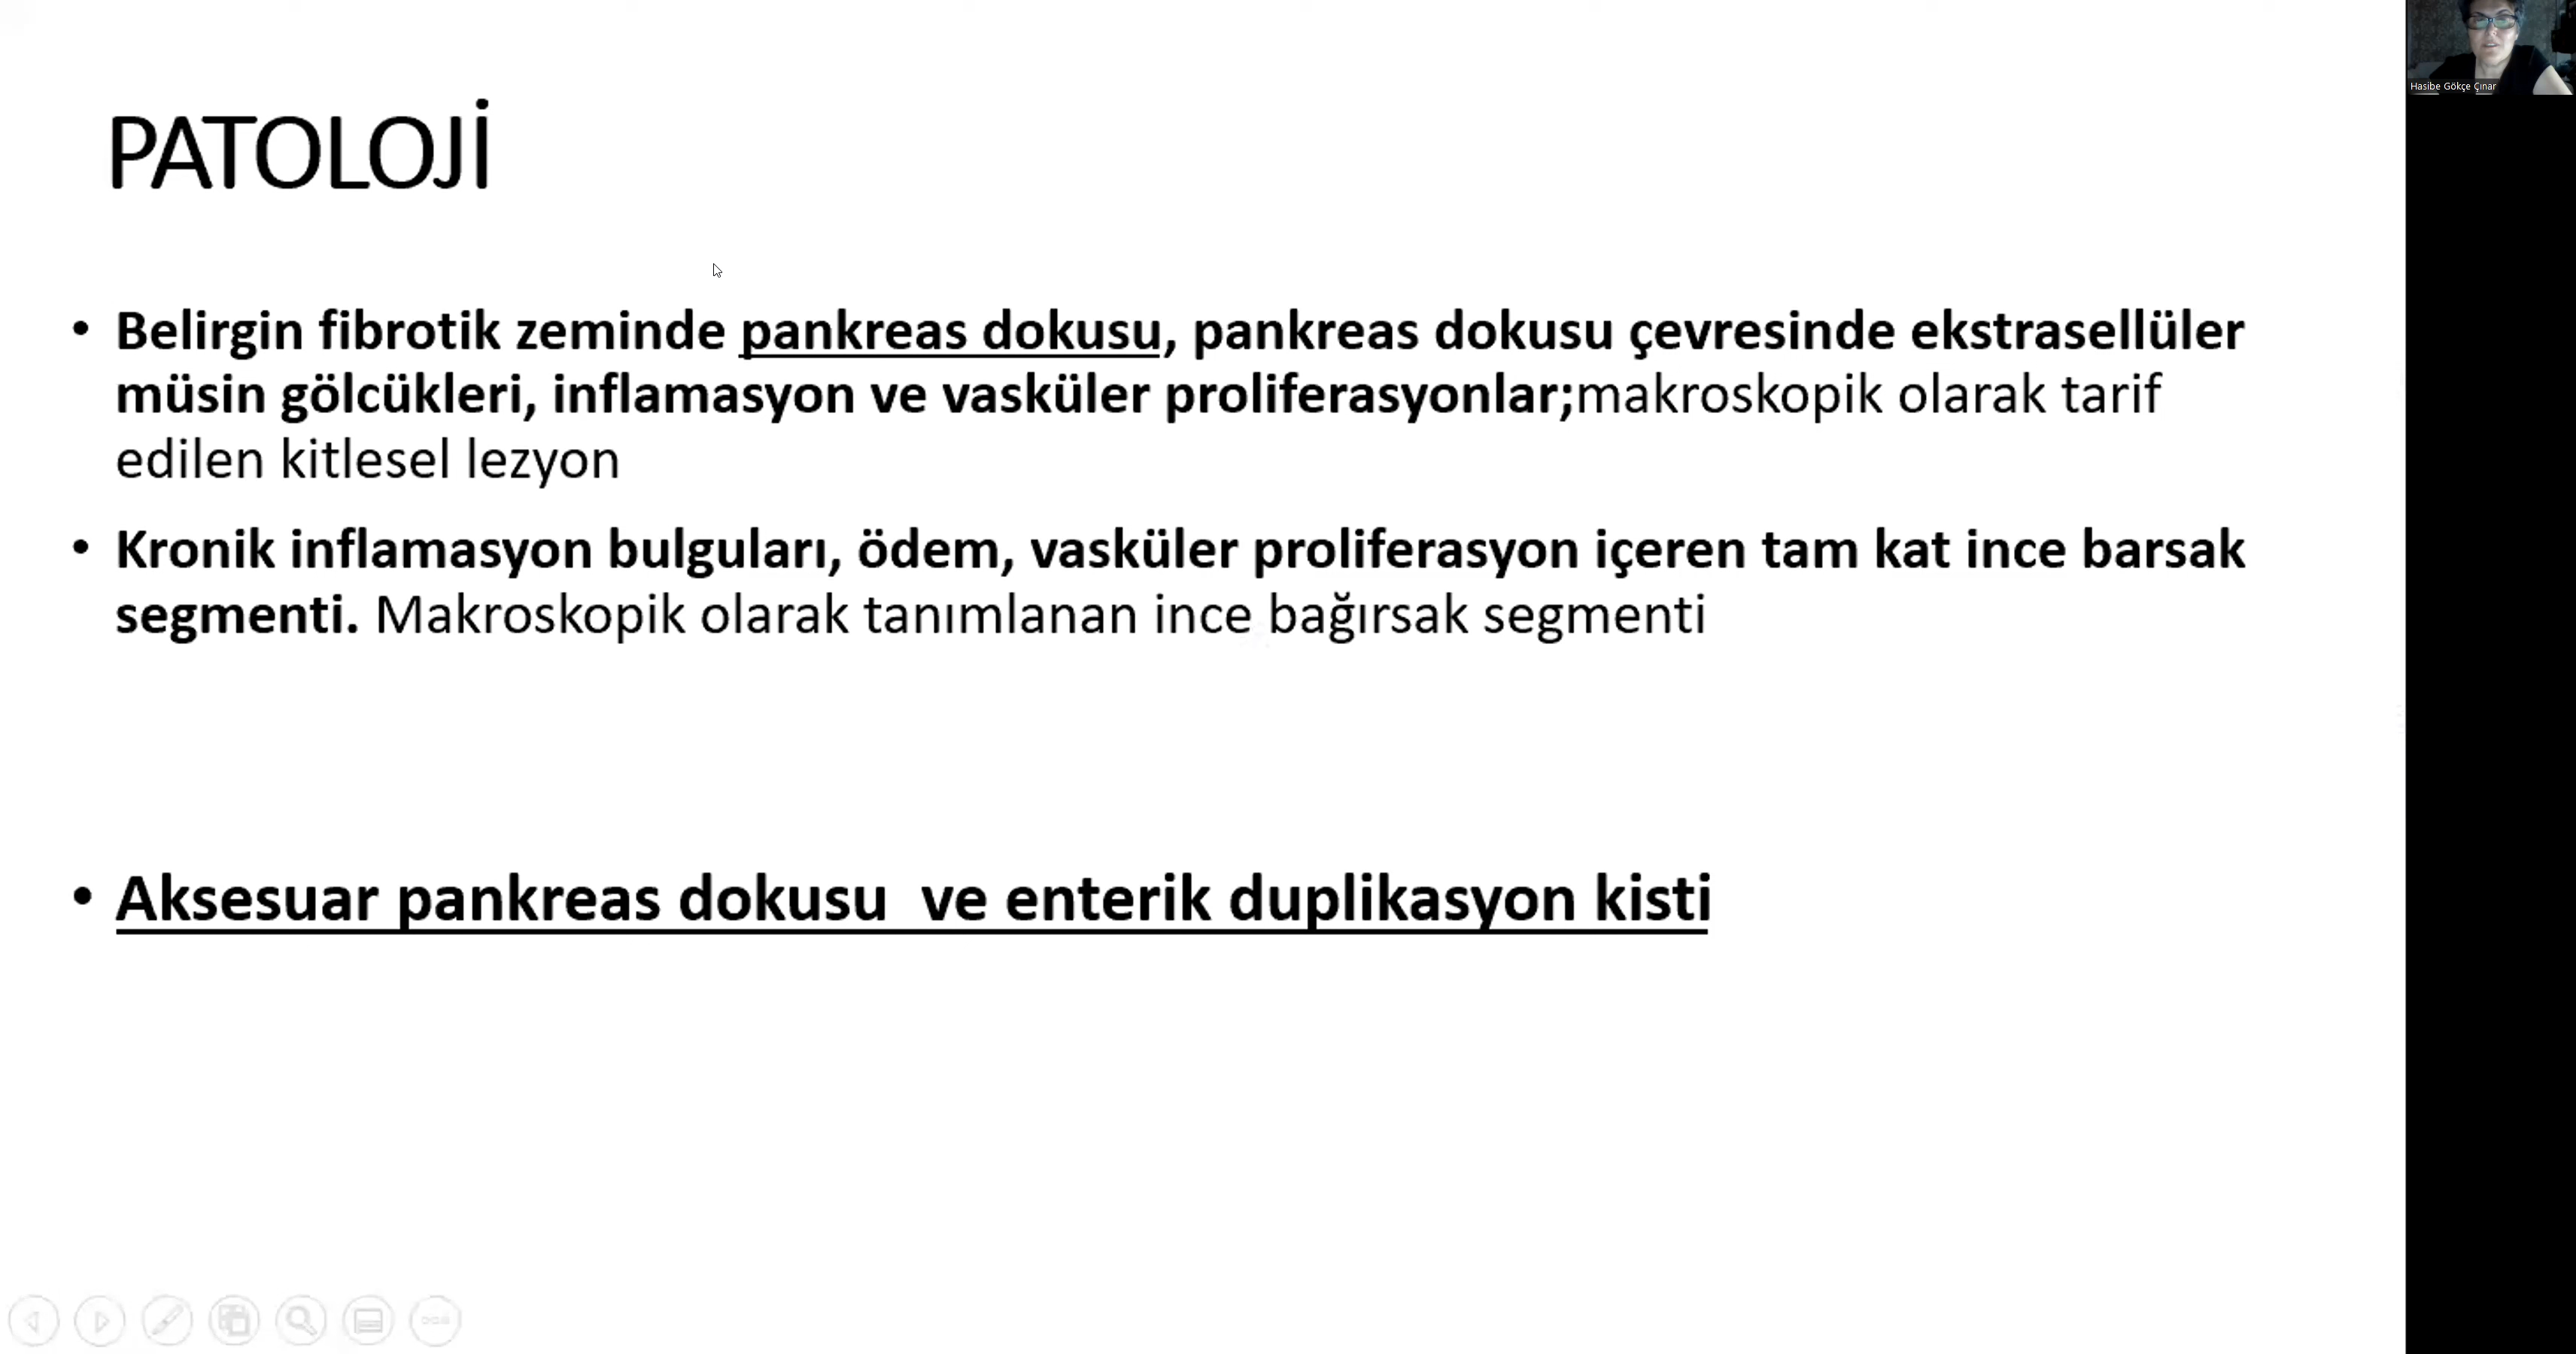 PATOLOJİ
• Belirgin fibrotik zeminde pankreas dokusu, pankreas dokusu çevresinde ekstrasellüler
müsin gölcükleri, inflamasyon ve vasküler proliferasyonlar;makroskopik olarak tarif
edilen kitlesel lezyon
• Kronik inflamasyon bulguları, ödem, vasküler proliferasyon içeren tam kat ince barsak
segmenti. Makroskopik olarak tanımlanan ince bağırsak segmenti
• Aksesuar pankreas dokusu  ve enterik duplikasyon kisti
Hasibe Gökçe Çınar